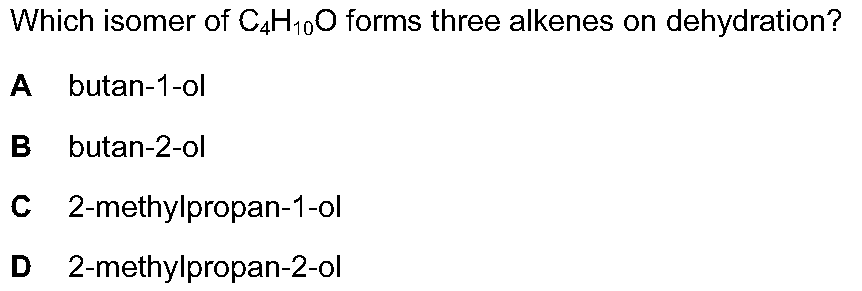 Which isomer of C₄H₁₀O forms three alkenes on dehydration?
A butan-1-ol
B butan-2-ol
C 2-methylpropan-1-ol
D 2-methylpropan-2-ol